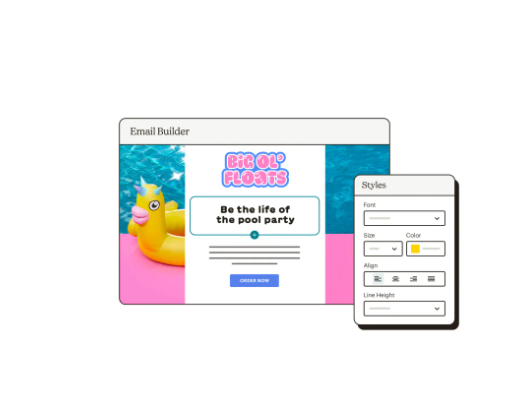 Email Builder
BIG OL'
FLOATS
Be the life of
the pool party
ORDER NOW
Styles
Font
Size
Color
Align
Line Height